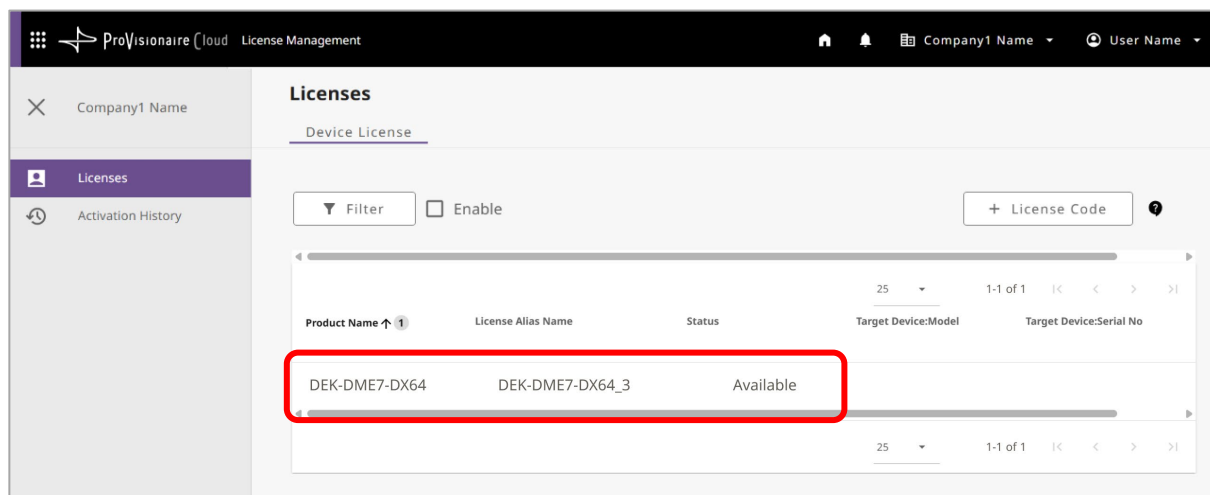 ProVisionaire Cloud License Management Company1 Name User Name
Company1 Name
Licenses
Device License
Licenses
Activation History
Filter Enable + License Code ?
25 1-1 of 1
Product Name 1 License Alias Name Status Target Device:Model Target Device:Serial No
DEK-DME7-DX64 DEK-DME7-DX64_3 Available
25 1-1 of 1